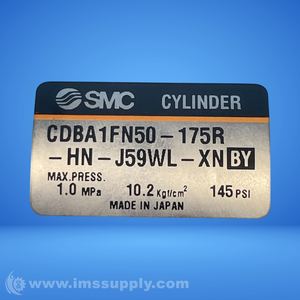 SMC CYLINDER
CDBA1FN50-175R
-HN-J59WL-XN BY
MAX.PRESS.
1.0 MPa 10.2 Kgf/cm² 145 PSI
MADE IN JAPAN
© www.imssupply.com